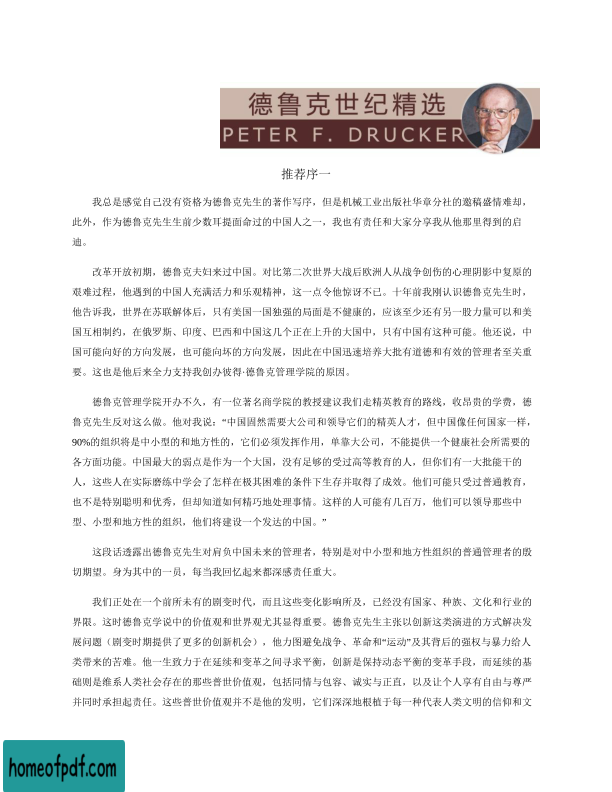 德鲁克世纪精选
PETER F. DRUCKER
推荐序一
我总是感觉自己没有资格为德鲁克先生的著作写序，但是机械工业出版社华章分社的邀稿盛情难却，
此外，作为德鲁克先生生前少数耳提面命过的中国人之一，我也有责任和大家分享我从他那里得到的启
迪。
改革开放初期，德鲁克夫妇来过中国。对比第二次世界大战后欧洲人从战争创伤的心理阴影中复原的
艰难过程，他遇到的中国人充满活力和乐观精神，这一点令他惊讶不已。十年前我刚认识德鲁克先生时，
他告诉我，世界在苏联解体后，只有美国一国独强的局面是不健康的，应该至少还有另一股力量可以和美
国互相制约，在俄罗斯、印度、巴西和中国这几个正在上升的大国中，只有中国有这种可能。他还说，中
国可能向好的方向发展，也可能向坏的方向发展，因此在中国迅速培养大批有道德和有效的管理者至关重
要。这也是他后来全力支持我创办彼得·德鲁克管理学院的原因。
德鲁克管理学院开办不久，有一位著名商学院的教授建议我们走精英教育的路线，收昂贵的学费，德
鲁克先生反对这么做。他对我说：“中国固然需要大公司和领导它们的精英人才，但中国像任何国家一样，
90%的组织将是中小型的和地方性的，它们必须发挥作用，单靠大公司，不能提供一个健康社会所需要的
各方面功能。中国最大的弱点是作为一个大国，没有足够的受过高等教育的人，但你们有一大批能干的
人，这些人在实际磨练中学会了怎样在极其困难的条件下生存并取得了成效。他们可能只受过普通教育，
也不是特别聪明和优秀，但却知道如何精巧地处理事情。这样的人可能有几百万，他们可以领导那些中
型、小型和地方性的组织，他们将建设一个发达的中国。”
这段话透露出德鲁克先生对肩负中国未来的管理者，特别是对中小型和地方性组织的普通管理者的殷
切期望。身为其中的一员，每当我回忆起来都深感责任重大。
我们正处在一个前所未有的剧变时代，而且这些变化影响所及，已经没有国家、种族、文化和行业的
界限。这时德鲁克学说中的价值观和世界观尤其显得重要。德鲁克先生主张以创新这类演进的方式解决发
展问题（剧变时期提供了更多的创新机会），他力图避免战争、革命和“运动”及其背后的强权与暴力给人
类带来的苦难。他一生致力于在延续和变革之间寻求平衡，创新是保持动态平衡的变革手段，而延续的基
础则是维系人类社会存在的那些普世价值观，包括同情与包容、诚实与正直，以及让个人享有自由与尊严
并同时承担起责任。这些普世价值观并不是他的发明，它们深深地根植于每一种代表人类文明的信仰和文
homeofpdf.com